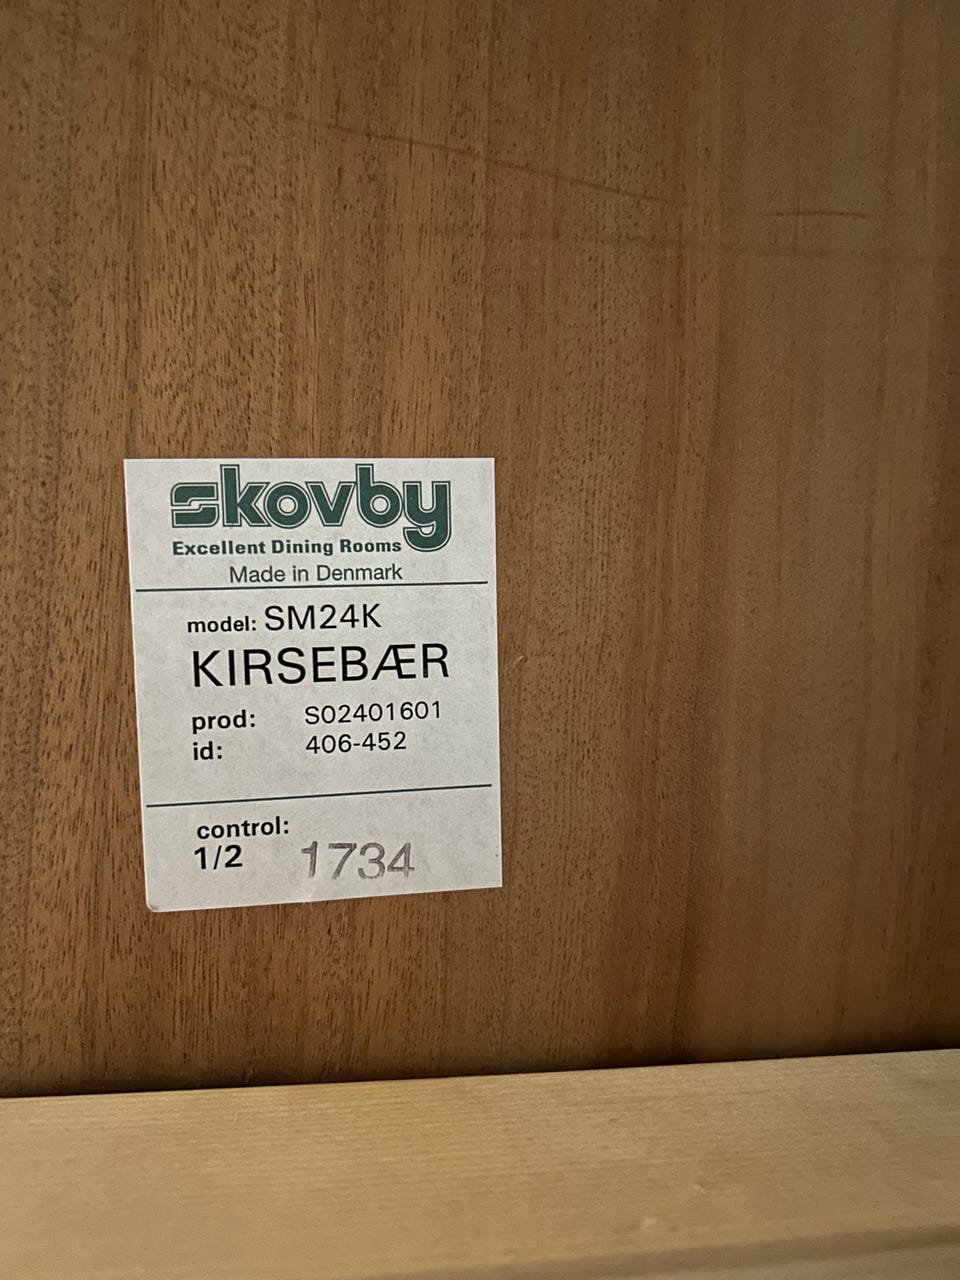 skovby
Excellent Dining Rooms
Made in Denmark
model: SM24K
KIRSEBÆR
prod: S02401601
id: 406-452
control:
1/2 1734